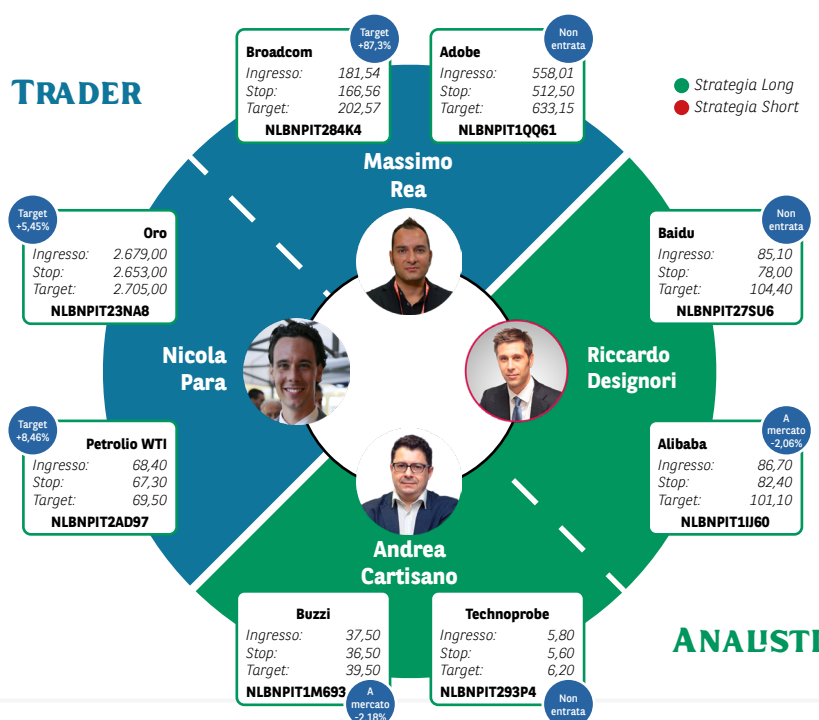 TRADER
Target
+87,3%
Broadcom
Ingresso: 181,54
Stop: 166,56
Target: 202,57
NLBNPIT284K4
Non
entrata
Adobe
Ingresso: 558,01
Stop: 512,50
Target: 633,15
NLBNPIT1QQ61
Strategia Long
Strategia Short
Massimo
Rea
Target
+5,45%
Oro
Ingresso: 2.679,00
Stop: 2.653,00
Target: 2.705,00
NLBNPIT23NA8
Non
entrata
Baidu
Ingresso: 85,10
Stop: 78,00
Target: 104,40
NLBNPIT27SU6
Nicola
Para
Riccardo
Designori
Target
+8,46%
Petrolio WTI
Ingresso: 68,40
Stop: 67,30
Target: 69,50
NLBNPIT2AD97
A
mercato
-2,06%
Alibaba
Ingresso: 86,70
Stop: 82,40
Target: 101,10
NLBNPIT1IJ60
Andrea
Cartisano
Buzzi
Ingresso: 37,50
Stop: 36,50
Target: 39,50
NLBNPIT1M693
A
mercato
-2,18%
Technoprobe
Ingresso: 5,80
Stop: 5,60
Target: 6,20
NLBNPIT293P4
Non
entrata
ANALISTI